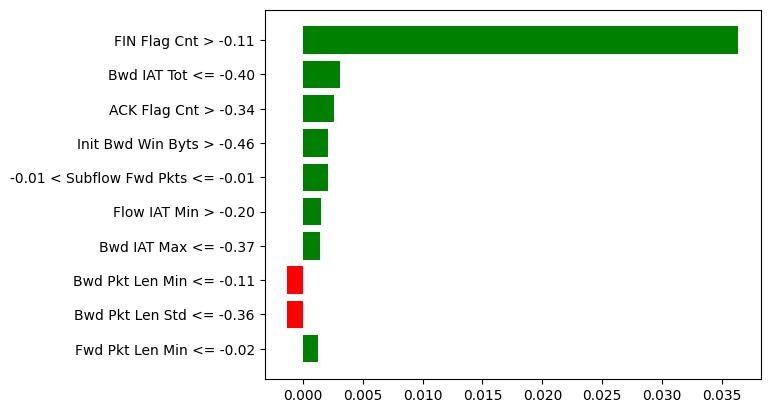 FIN Flag Cnt > -0.11
Bwd IAT Tot <= -0.40
ACK Flag Cnt > -0.34
Init Bwd Win Byts > -0.46
-0.01 < Subflow Fwd Pkts <= -0.01
Flow IAT Min > -0.20
Bwd IAT Max <= -0.37
Bwd Pkt Len Min <= -0.11
Bwd Pkt Len Std <= -0.36
Fwd Pkt Len Min <= -0.02
0.000 0.005 0.010 0.015 0.020 0.025 0.030 0.035